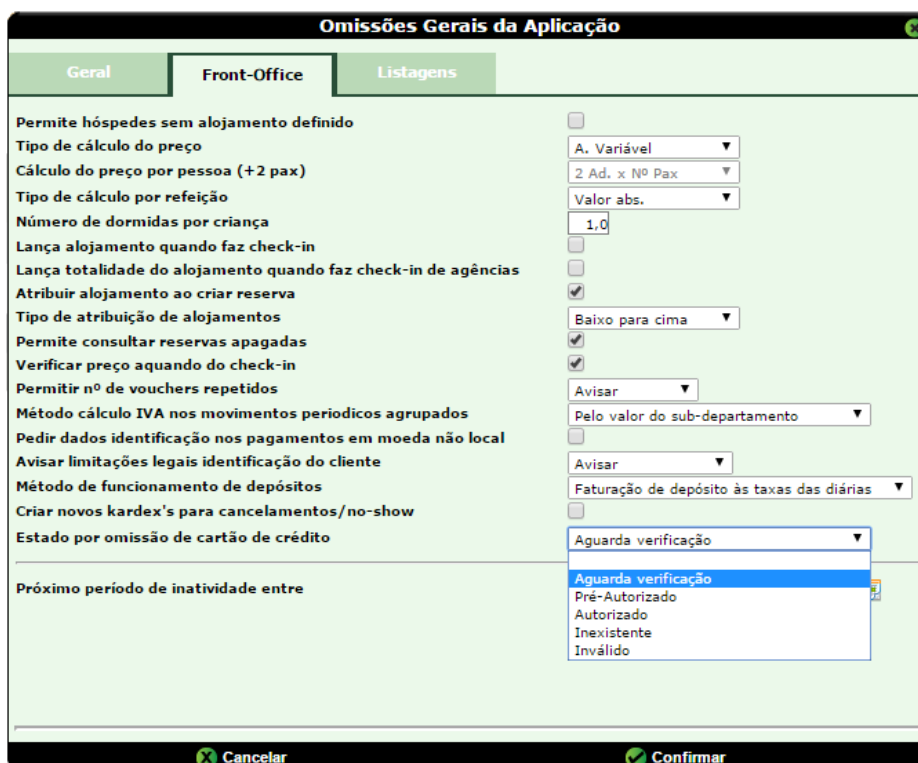 Omissões Gerais da Aplicação
Geral Front-Office Listagens
Permite hóspedes sem alojamento definido
Tipo de cálculo do preço A. Variável
Cálculo do preço por pessoa (+2 pax) 2 Ad. x Nº Pax
Tipo de cálculo por refeição Valor abs.
Número de dormidas por criança 1,0
Lança alojamento quando faz check-in
Lança totalidade do alojamento quando faz check-in de agências
Atribuir alojamento ao criar reserva
Tipo de atribuição de alojamentos Baixo para cima
Permite consultar reservas apagadas
Verificar preço aquando do check-in
Permitir nº de vouchers repetidos Avisar
Método cálculo IVA nos movimentos periodicos agrupados Pelo valor do sub-departamento
Pedir dados identificação nos pagamentos em moeda não local
Avisar limitações legais identificação do cliente Avisar
Método de funcionamento de depósitos Faturação de depósito às taxas das diárias
Criar novos kardex's para cancelamentos/no-show
Estado por omissão de cartão de crédito Aguarda verificação
Aguarda verificação
Próximo período de inatividade entre
Pré-Autorizado
Autorizado
Inexistente
Inválido
Cancelar Confirmar